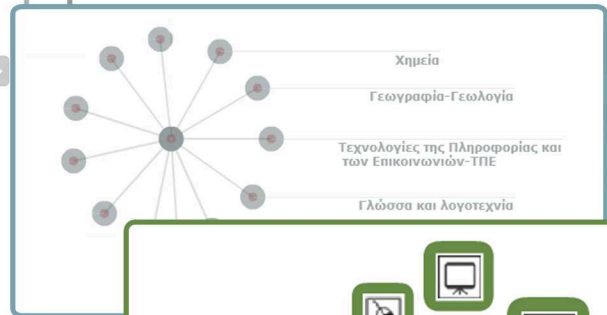 Χημεία
Γεωγραφία-Γεωλογία
Τεχνολογίες της Πληροφορίας και
των Επικοινωνιών-ΤΠΕ
Γλώσσα και λογοτεχνία